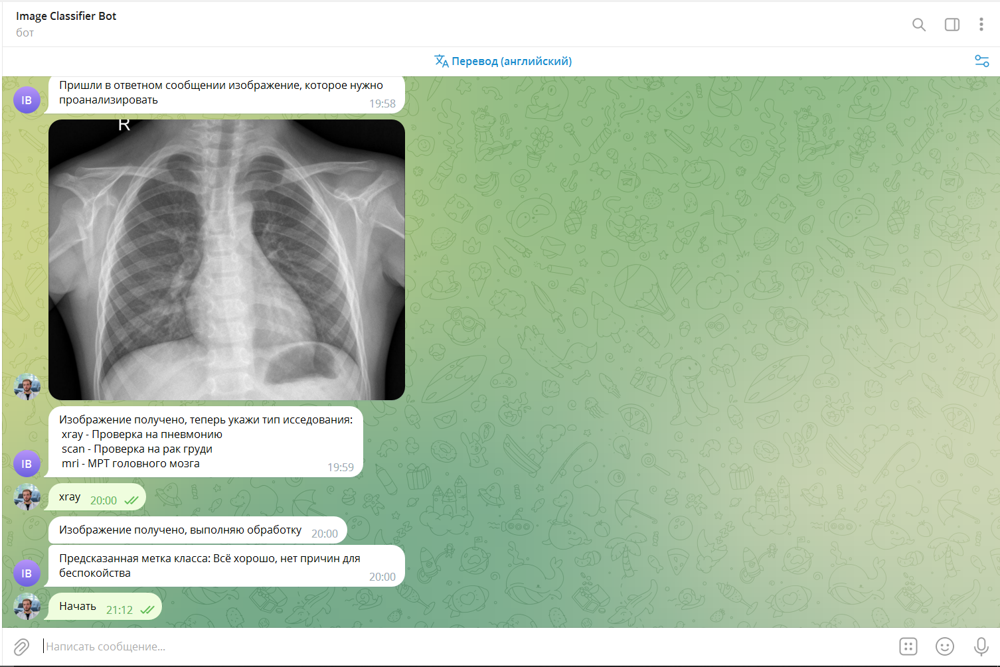 Image Classifier Bot
бот
Перевод (английский)
Пришли в ответном сообщении изображение, которое нужно
проанализировать
19:58
IB
R
Изображение получено, теперь укажи тип исседования:
xray - Проверка на пневмонию
scan - Проверка на рак груди
mri - МРТ головного мозга
19:59
IB
xray 20:00
Изображение получено, выполняю обработку 20:00
Предсказанная метка класса: Всё хорошо, нет причин для
беспокойства
20:00
IB
Начать 21:12
Написать сообщение...